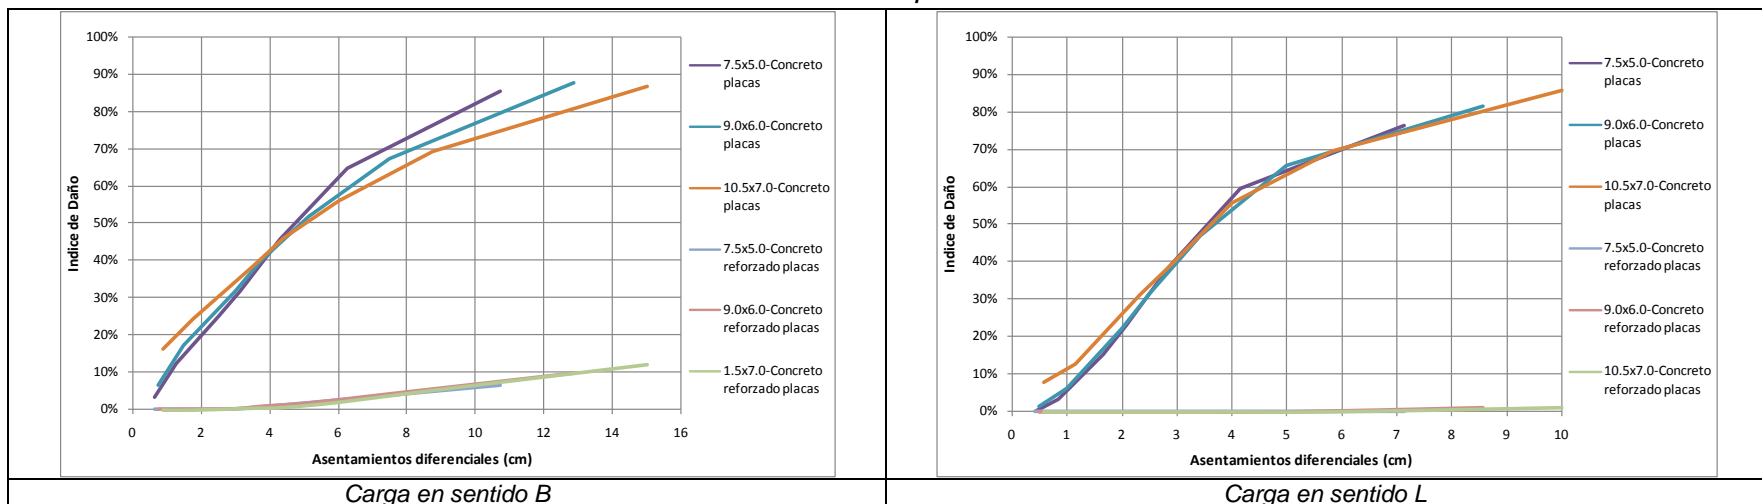 100%
90%
80%
70%
60%
50%
40%
30%
20%
10%
0%
Indice de Daño
0 2 4 6 8 10 12 14 16
Asentamientos diferenciales (cm)
7.5x5.0-Concreto
placas
9.0x6.0-Concreto
placas
10.5x7.0-Concreto
placas
7.5x5.0-Concreto
reforzado placas
9.0x6.0-Concreto
reforzado placas
1.5x7.0-Concreto
reforzado placas
Carga en sentido B
100%
90%
80%
70%
60%
50%
40%
30%
20%
10%
0%
Indice de Daño
0 1 2 3 4 5 6 7 8 9 10
Asentamientos diferenciales (cm)
7.5x5.0-Concreto
placas
9.0x6.0-Concreto
placas
10.5x7.0-Concreto
placas
7.5x5.0-Concreto
reforzado placas
9.0x6.0-Concreto
reforzado placas
10.5x7.0-Concreto
reforzado placas
Carga en sentido L